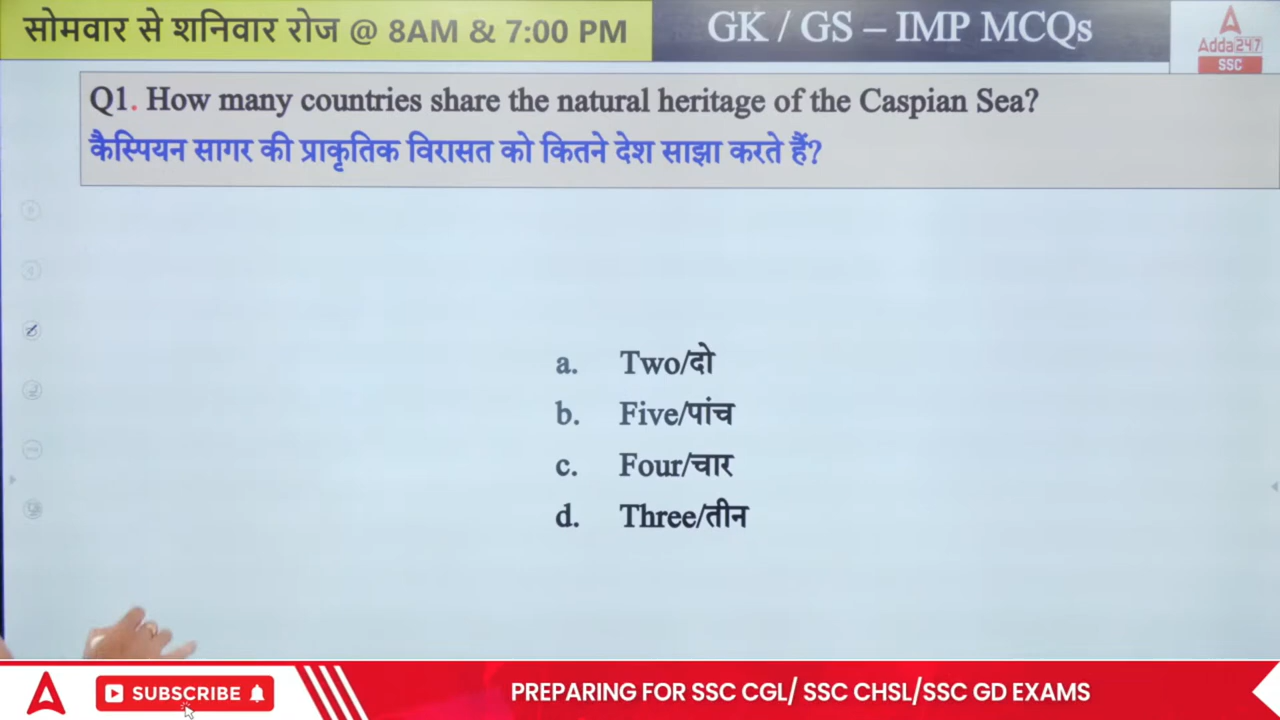 सोमवार से शनिवार रोज @ 8AM & 7:00 PM
GK / GS – IMP MCQs
Adda247
SSC
Q1. How many countries share the natural heritage of the Caspian Sea?
कैस्पियन सागर की प्राकृतिक विरासत को कितने देश साझा करते हैं?
a. Two/दो
b. Five/पांच
c. Four/चार
d. Three/तीन
SUBSCRIBE
PREPARING FOR SSC CGL/ SSC CHSL/SSC GD EXAMS